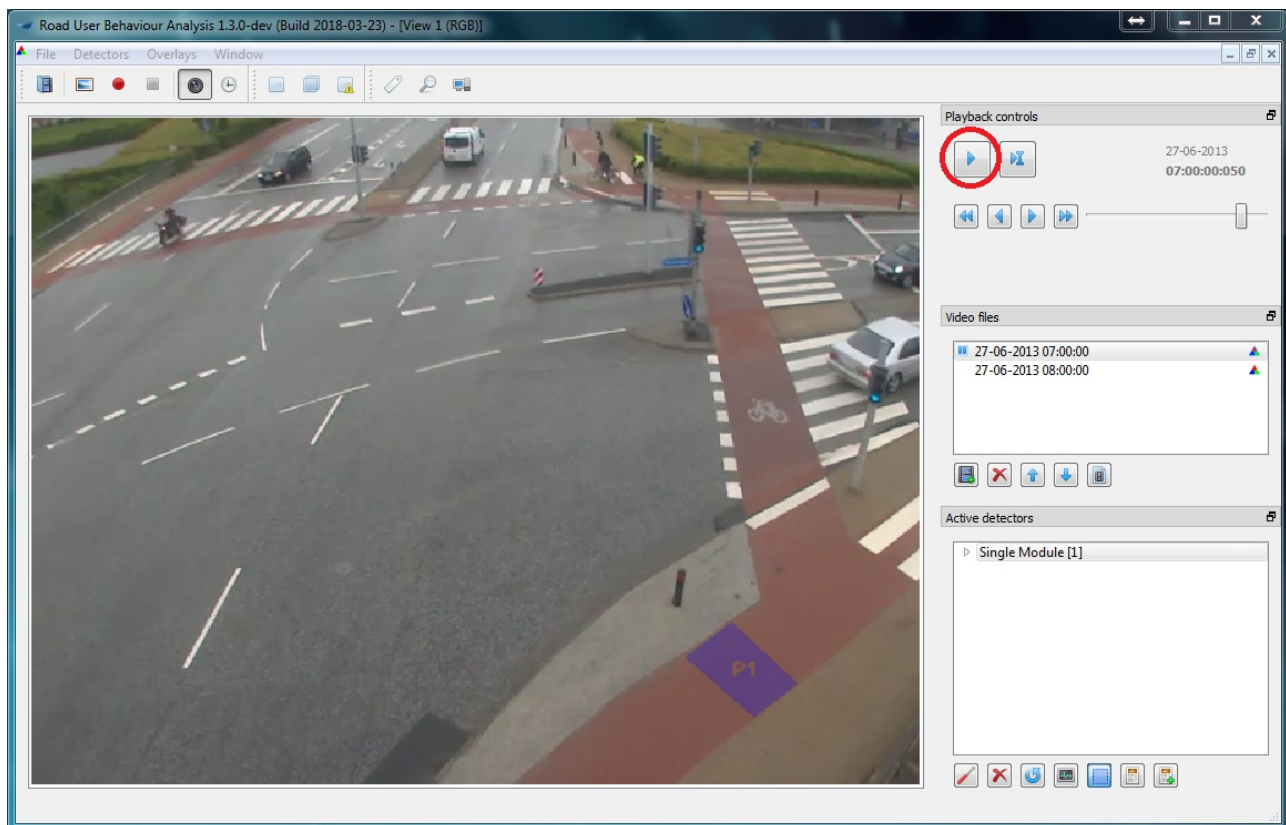 Road User Behaviour Analysis 1.3.0-dev (Build 2018-03-23) - [View 1 (RGB)]
File Detectors Overlays Window
Playback controls
27-06-2013
07:00:00:050
P1
Video files
27-06-2013 07:00:00
27-06-2013 08:00:00
Active detectors
Single Module [1]